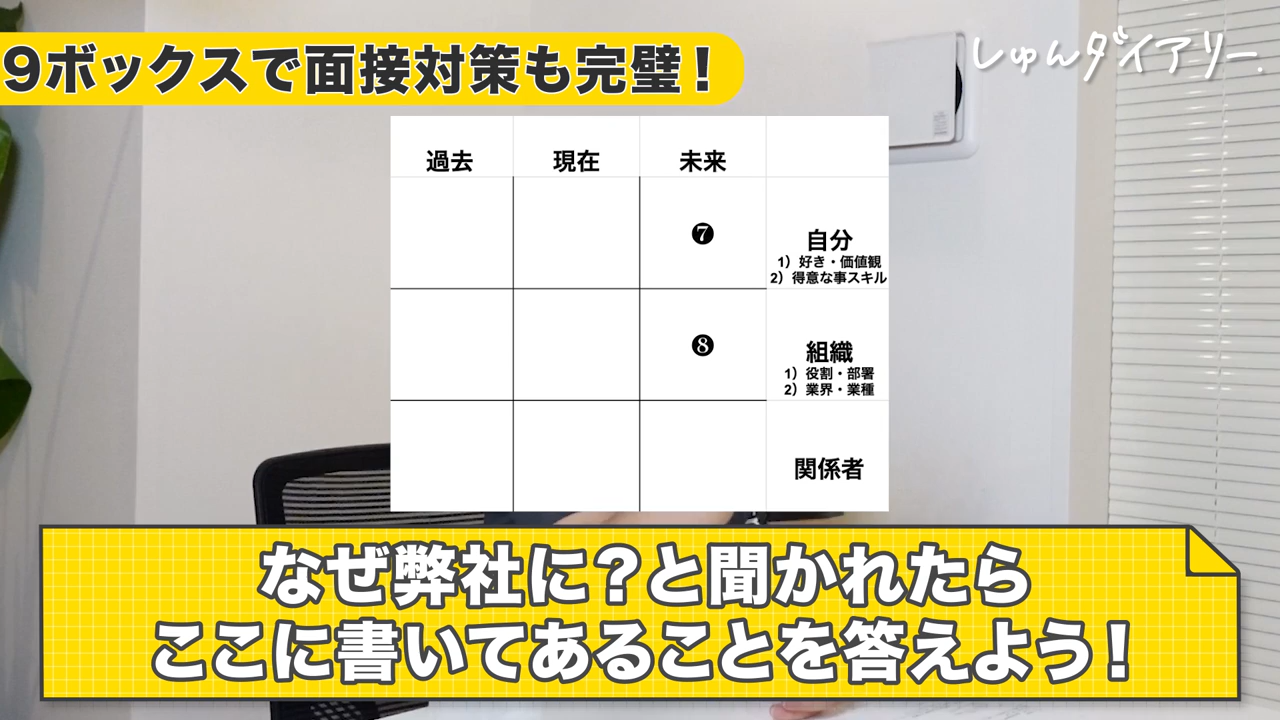 9ボックスで面接対策も完璧！
しゅんダイアリー.
過去 現在 未来
❼
自分
1）好き・価値観
2）得意な事スキル
❽
組織
1）役割・部署
2）業界・業種
関係者
なぜ弊社に？と聞かれたら
ここに書いてあることを答えよう！